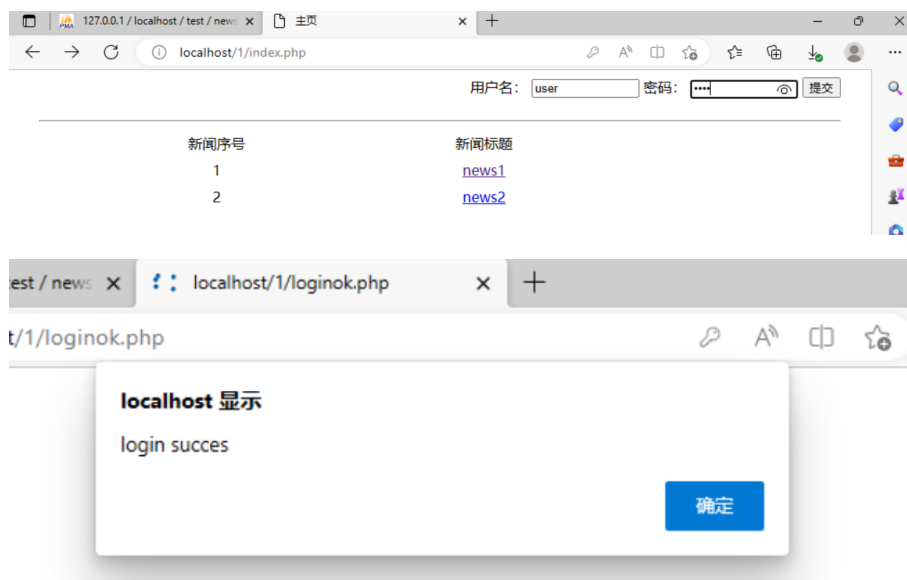 127.0.0.1 / localhost / test / news
主页
localhost/1/index.php
用户名： user 密码： 提交
新闻序号 新闻标题
1 news1
2 news2
est / news localhost/1/loginok.php
t/1/loginok.php
localhost 显示
login succes
确定